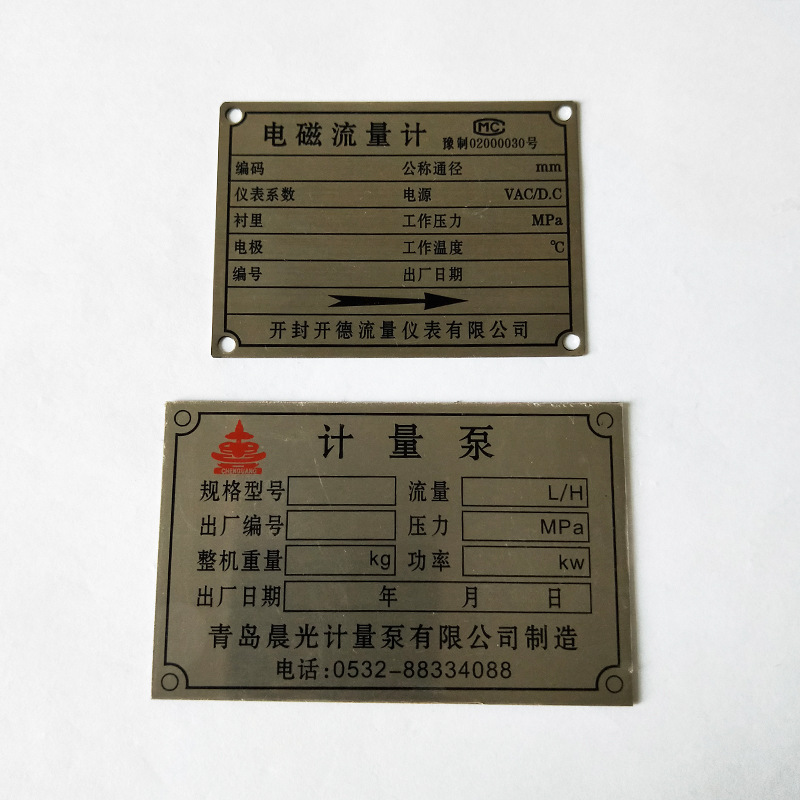 电磁流量计 MC
豫制02000030号
编码 公称通径 mm
仪表系数 电源 VAC/D.C
衬里 工作压力 MPa
电极 工作温度 ℃
编号 出厂日期
开封开德流量仪表有限公司
计量泵
CHENGUANG
规格型号 流量 L/H
出厂编号 压力 MPa
整机重量 kg 功率 kw
出厂日期 年 月 日
青岛晨光计量泵有限公司制造
电话:0532-88334088